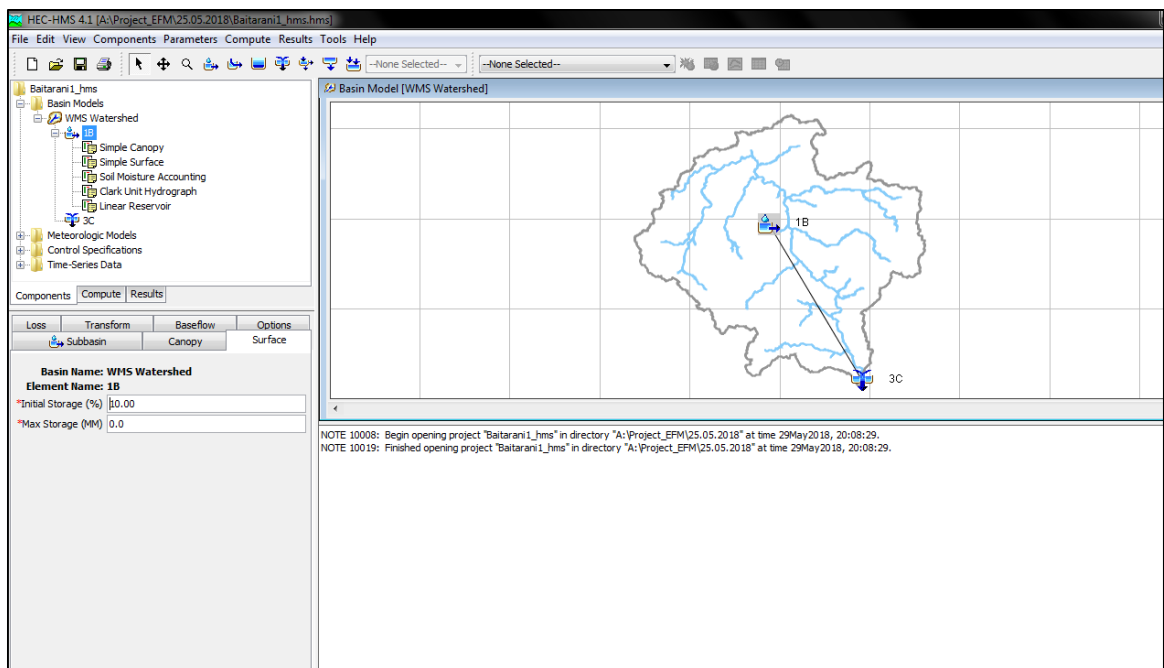 HEC-HMS 4.1 [A:\Project_EFM\25.05.2018\Baitarani1_hms.hms]
File Edit View Components Parameters Compute Results Tools Help
--None Selected-- --None Selected--
Baitarani1_hms
Basin Models
WMS Watershed
1B
Simple Canopy
Simple Surface
Soil Moisture Accounting
Clark Unit Hydrograph
Linear Reservoir
3C
Meteorologic Models
Control Specifications
Time-Series Data
Components Compute Results
Loss Transform Baseflow Options
Subbasin Canopy Surface
Basin Name: WMS Watershed
Element Name: 1B
*Initial Storage (%) 10.00
*Max Storage (MM) 0.0
Basin Model [WMS Watershed]
1B
3C
NOTE 10008: Begin opening project "Baitarani1_hms" in directory "A:\Project_EFM\25.05.2018" at time 29May2018, 20:08:29.
NOTE 10019: Finished opening project "Baitarani1_hms" in directory "A:\Project_EFM\25.05.2018" at time 29May2018, 20:08:29.